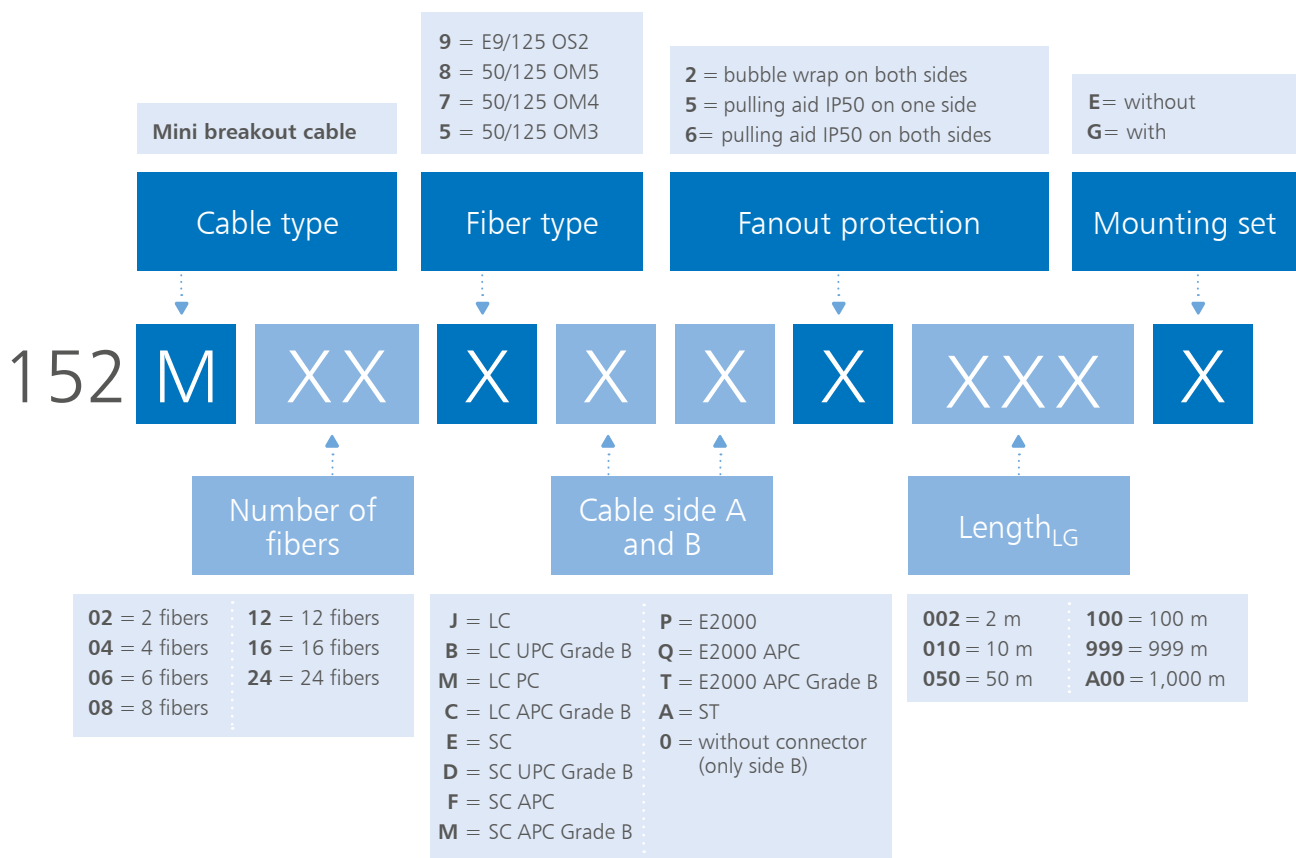 9 = E9/125 OS2
8 = 50/125 OM5
7 = 50/125 OM4
5 = 50/125 OM3
2 = bubble wrap on both sides
5 = pulling aid IP50 on one side
6= pulling aid IP50 on both sides
E= without
G= with
Mini breakout cable
Cable type
Fiber type
Fanout protection
Mounting set
152 M XX X X X X XXX X
Number of
fibers
Cable side A
and B
LengthLG
02 = 2 fibers
04 = 4 fibers
06 = 6 fibers
08 = 8 fibers
12 = 12 fibers
16 = 16 fibers
24 = 24 fibers
J = LC
B = LC UPC Grade B
M = LC PC
C = LC APC Grade B
E = SC
D = SC UPC Grade B
F = SC APC
M = SC APC Grade B
P = E2000
Q = E2000 APC
T = E2000 APC Grade B
A = ST
0 = without connector
(only side B)
002 = 2 m
010 = 10 m
050 = 50 m
100 = 100 m
999 = 999 m
A00 = 1,000 m